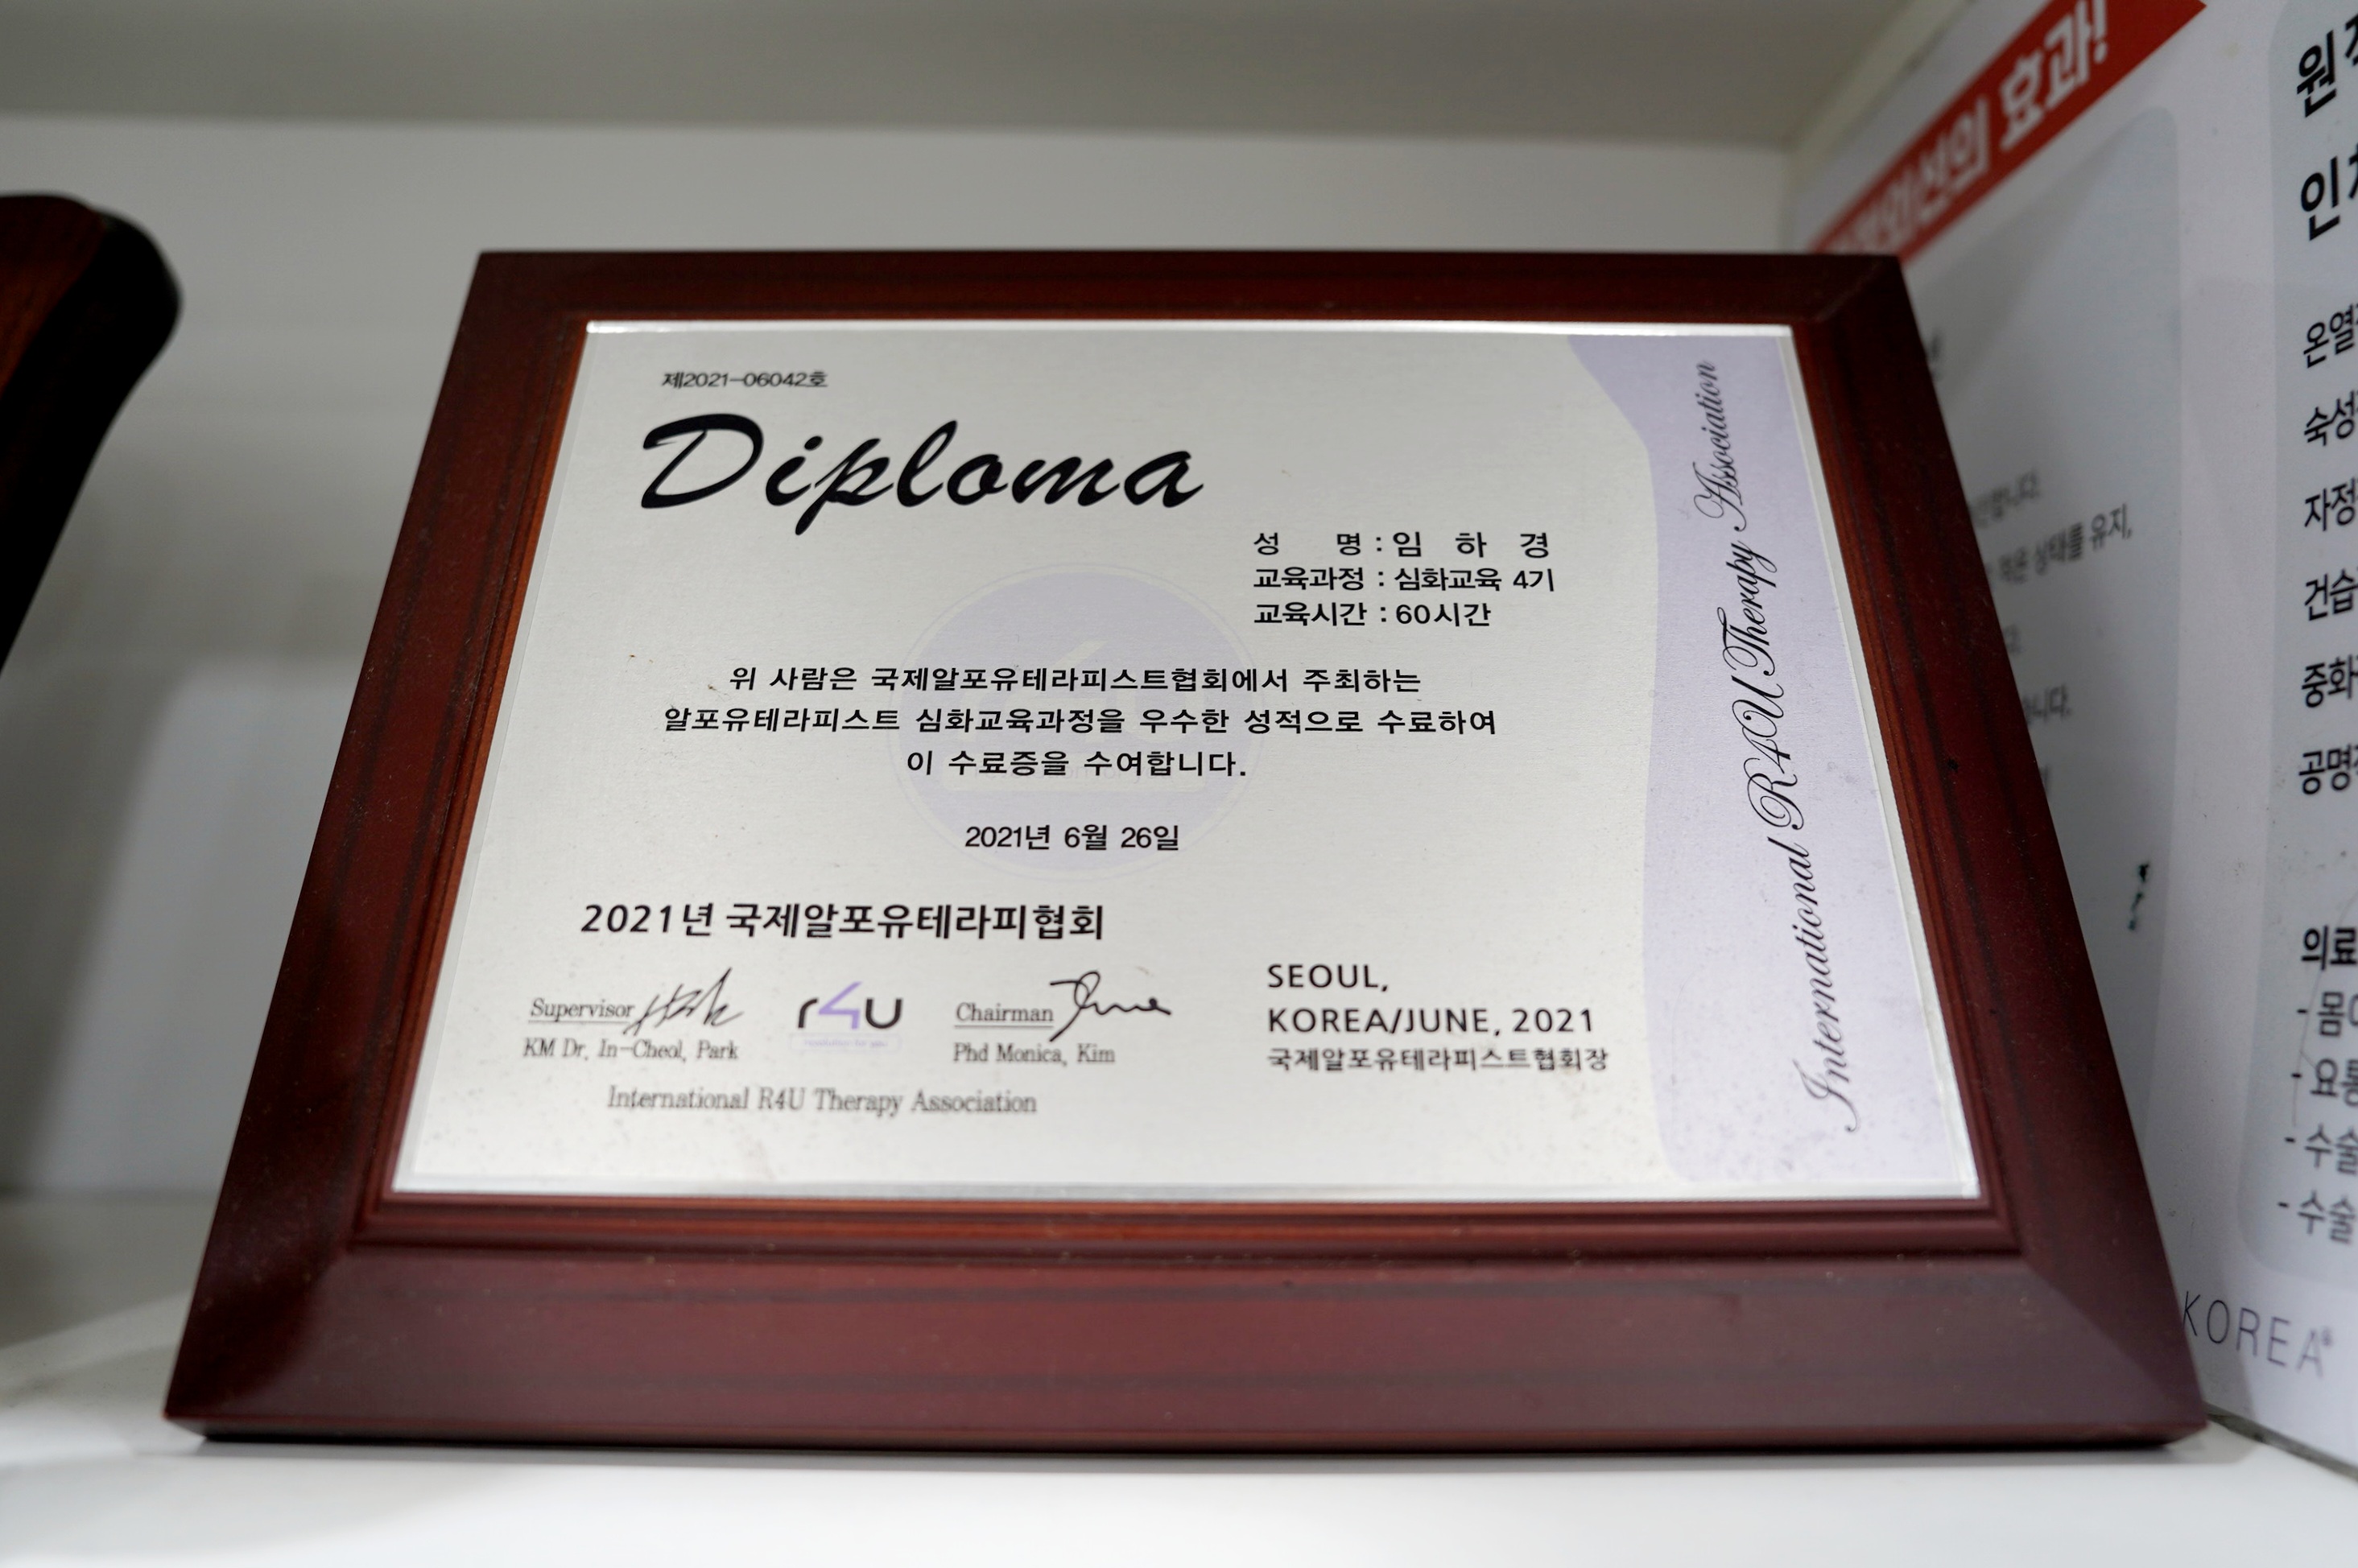 제2021-06042호
Diploma
성 명 : 임 하 경
교육과정 : 심화교육 4기
교육시간 : 60시간
위 사람은 국제알포유테라피스트협회에서 주최하는
알포유테라피스트 심화교육과정을 우수한 성적으로 수료하여
이 수료증을 수여합니다.
2021년 6월 26일
2021년 국제알포유테라피협회
Supervisor
KM Dr. In-Cheol, Park
r4u
Chairman
Phd Monica, Kim
International R4U Therapy Association
SEOUL,
KOREA/JUNE, 2021
국제알포유테라피스트협회장
International R4U Therapy Association
효과!
상태를 유지,
온열
숙성
자정
건습
중화
공명
의료
- 수술
- 수술
KOREA